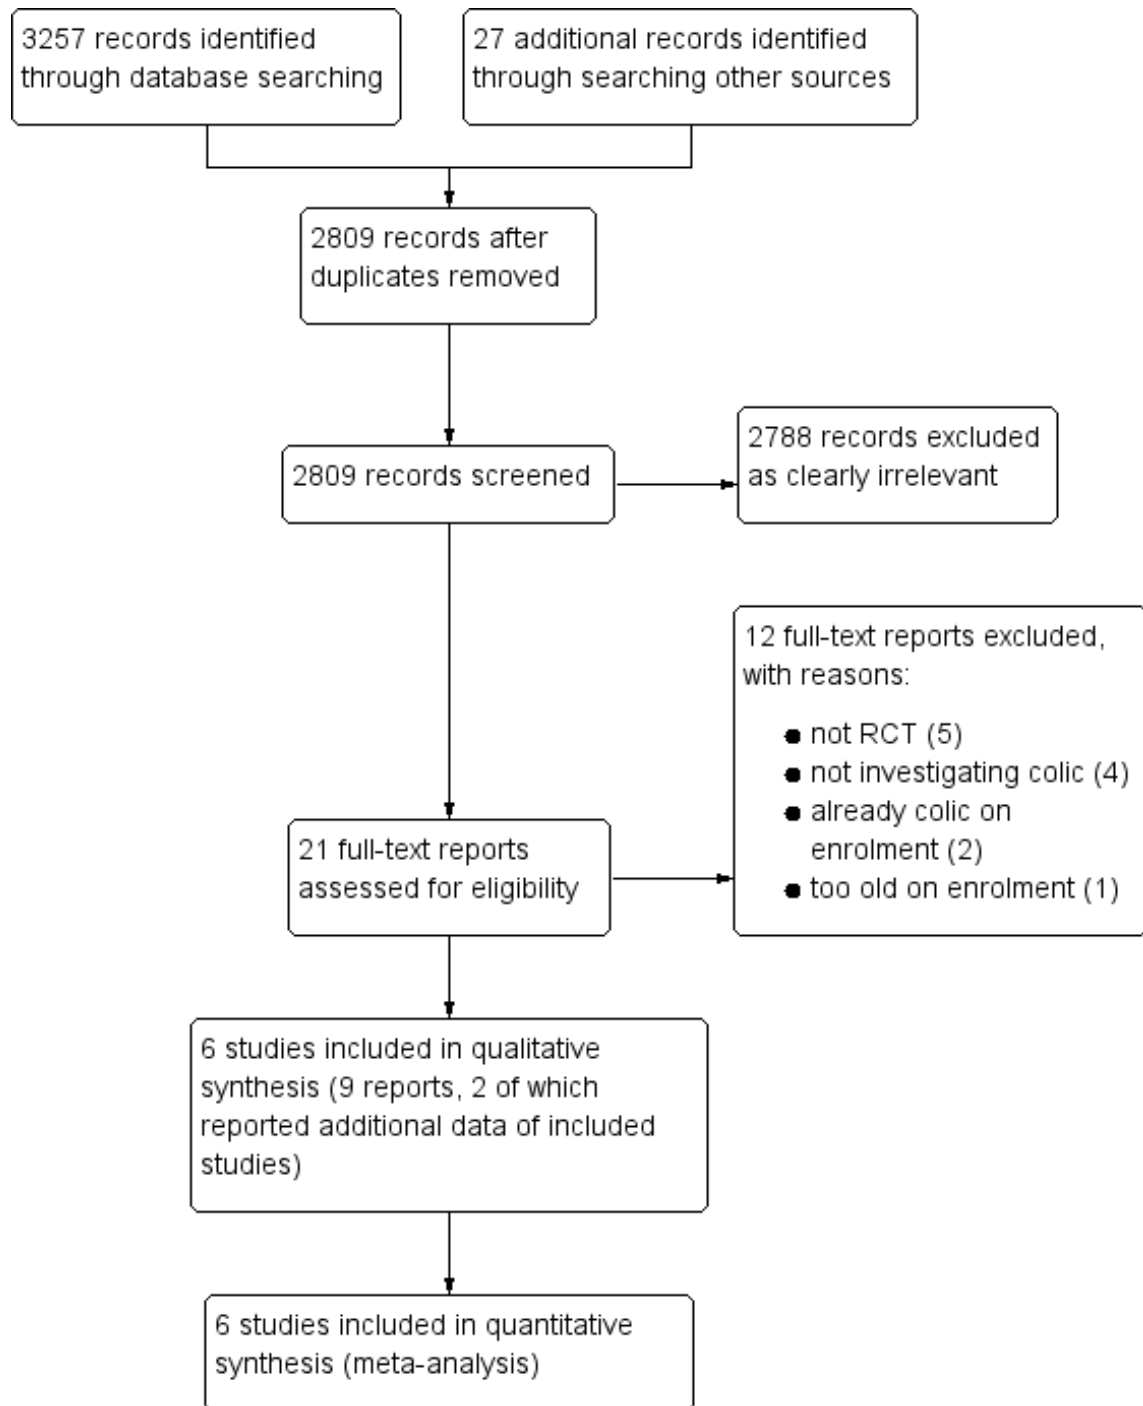 3257 records identified
through database searching
27 additional records identified
through searching other sources
2809 records after
duplicates removed
2809 records screened
2788 records excluded
as clearly irrelevant
12 full-text reports excluded,
with reasons:
● not RCT (5)
● not investigating colic (4)
● already colic on
enrolment (2)
● too old on enrolment (1)
21 full-text reports
assessed for eligibility
6 studies included in qualitative
synthesis (9 reports, 2 of which
reported additional data of included
studies)
6 studies included in quantitative
synthesis (meta-analysis)